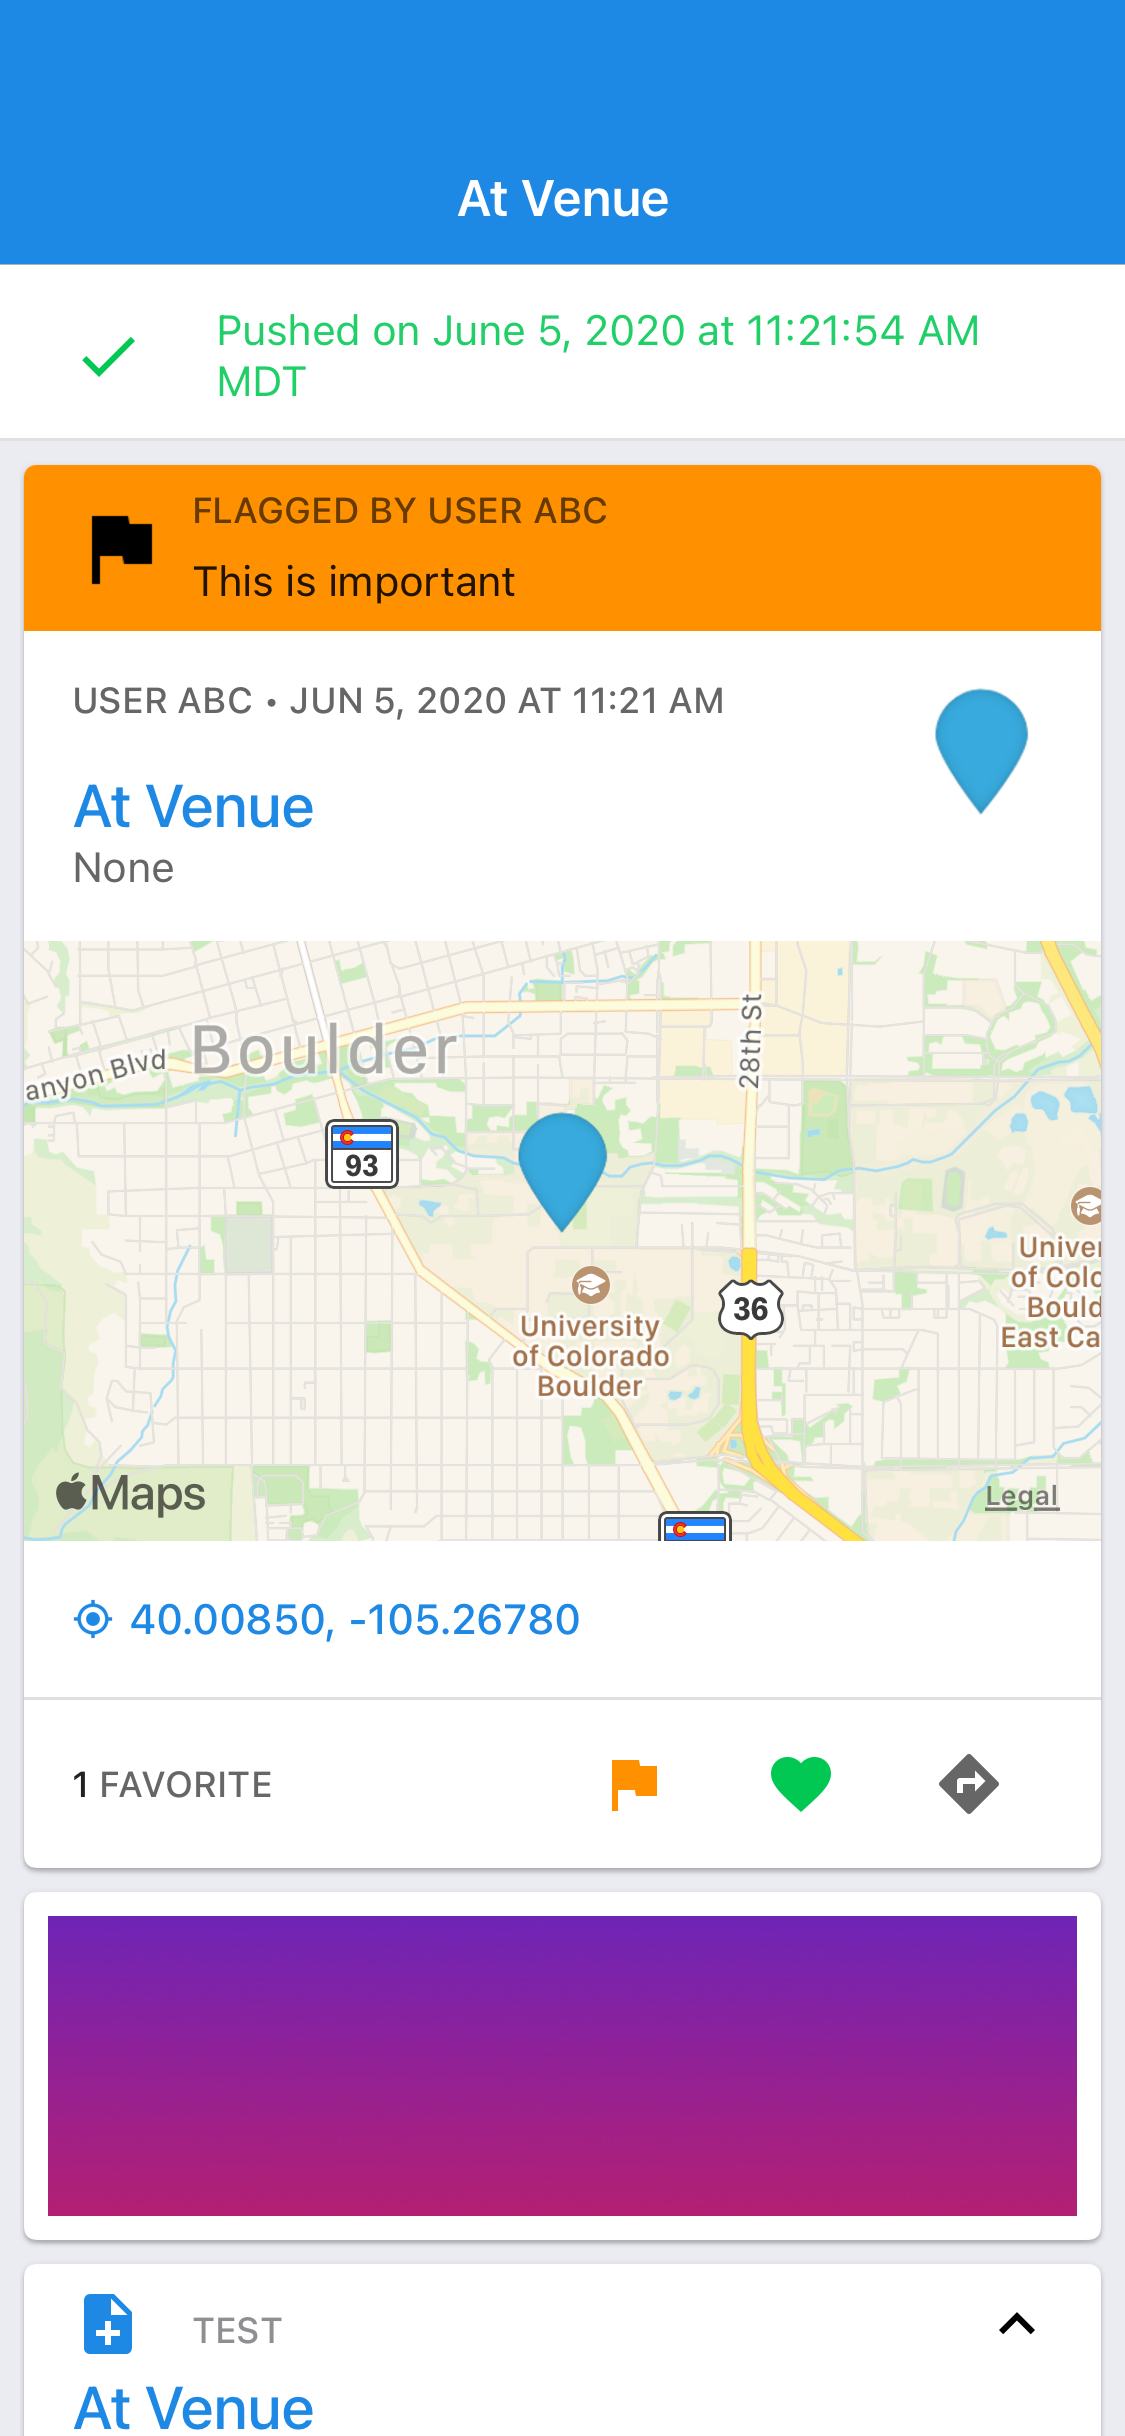 At Venue
Pushed on June 5, 2020 at 11:21:54 AM
MDT
FLAGGED BY USER ABC
This is important
USER ABC • JUN 5, 2020 AT 11:21 AM
At Venue
None
anyon Blvd
Boulder
28th St
93
36
University
of Colorado
Boulder
Univer
of Colo
Bould
East Ca
Maps
Legal
40.00850, -105.26780
1 FAVORITE
TEST
At Venue